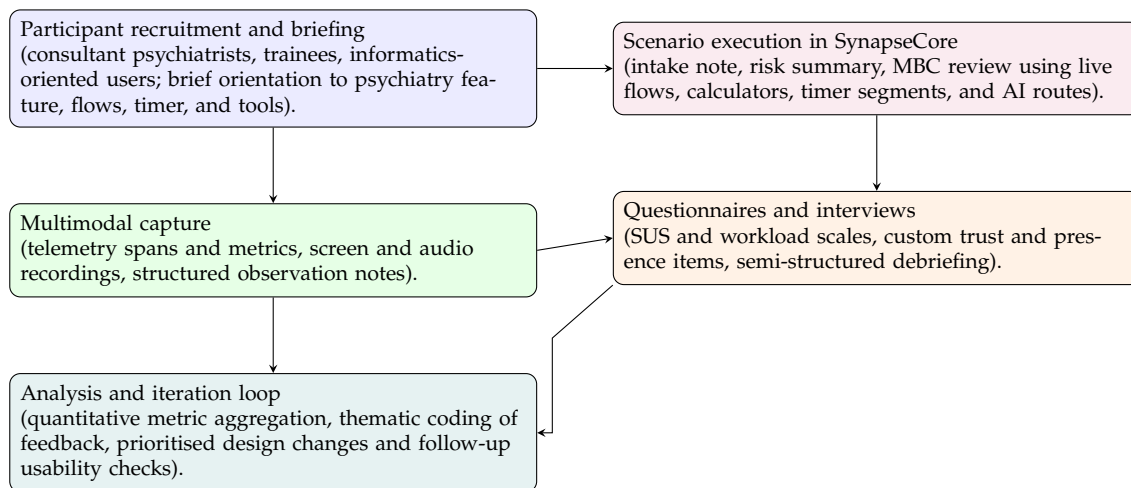 Participant recruitment and briefing
(consultant psychiatrists, trainees, informatics-
oriented users; brief orientation to psychiatry fea-
ture, flows, timer, and tools).
Scenario execution in SynapseCore
(intake note, risk summary, MBC review using live
flows, calculators, timer segments, and AI routes).
Multimodal capture
(telemetry spans and metrics, screen and audio
recordings, structured observation notes).
Questionnaires and interviews
(SUS and workload scales, custom trust and pres-
ence items, semi-structured debriefing).
Analysis and iteration loop
(quantitative metric aggregation, thematic coding of
feedback, prioritised design changes and follow-up
usability checks).